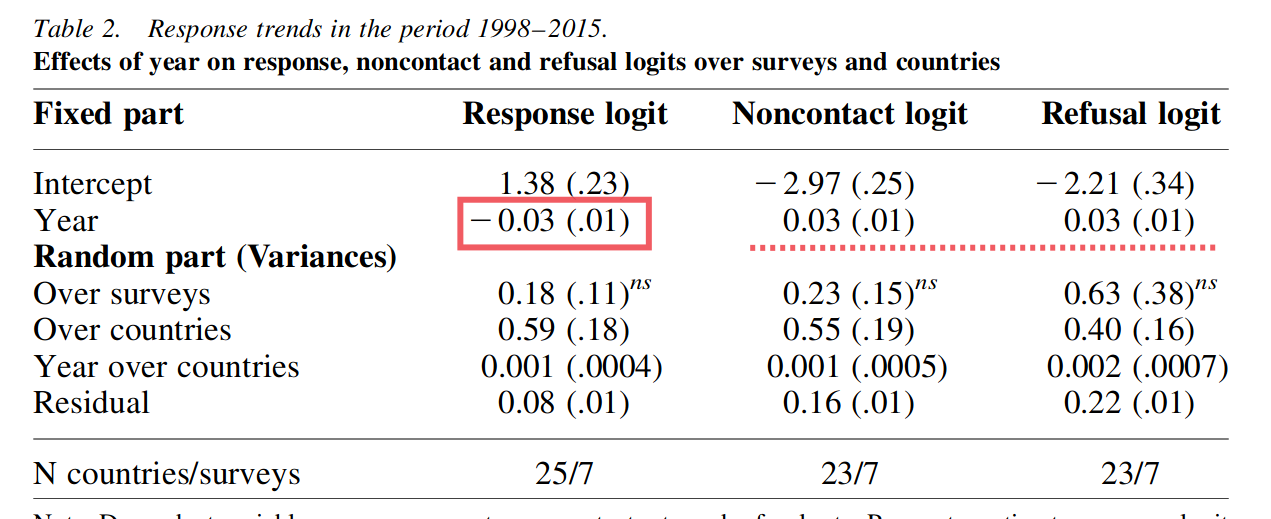 Table 2. Response trends in the period 1998–2015.
Effects of year on response, noncontact and refusal logits over surveys and countries
Fixed part Response logit Noncontact logit Refusal logit
Intercept 1.38 (.23) −2.97 (.25) −2.21 (.34)
Year −0.03 (.01) 0.03 (.01) 0.03 (.01)
Random part (Variances)
Over surveys 0.18 (.11)ns 0.23 (.15)ns 0.63 (.38)ns
Over countries 0.59 (.18) 0.55 (.19) 0.40 (.16)
Year over countries 0.001 (.0004) 0.001 (.0005) 0.002 (.0007)
Residual 0.08 (.01) 0.16 (.01) 0.22 (.01)
N countries/surveys 25/7 23/7 23/7